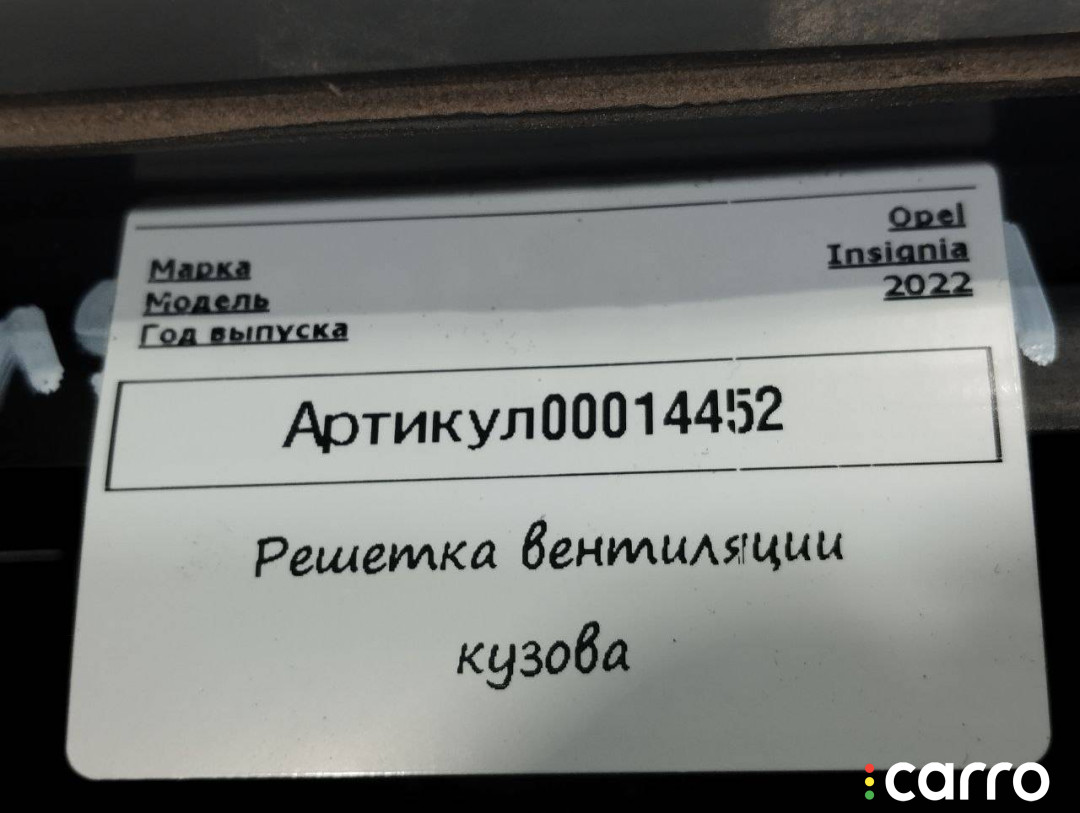 Марка Opel
Модель Insignia
Год выпуска 2022
Артикул00014452
Решетка вентиляции
кузова
carro